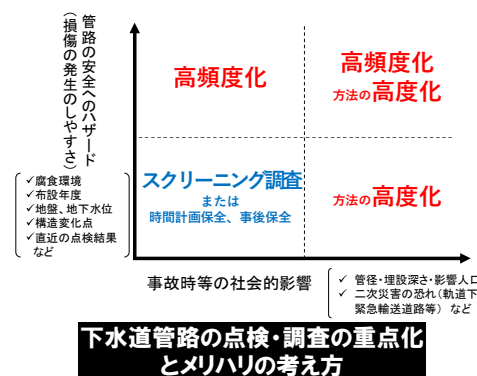 管路の安全へのハザード
(損傷の発生のしやすさ)
✓腐食環境
✓布設年度
✓地盤、地下水位
✓構造変化点
✓直近の点検結果
など
高頻度化
高頻度化
方法の高度化
スクリーニング調査
または
時間計画保全、事後保全
方法の高度化
事故時等の社会的影響
✓ 管径・埋設深さ・影響人口
✓ 二次災害の恐れ(軌道下
緊急輸送道路等) など
下水道管路の点検・調査の重点化
とメリハリの考え方